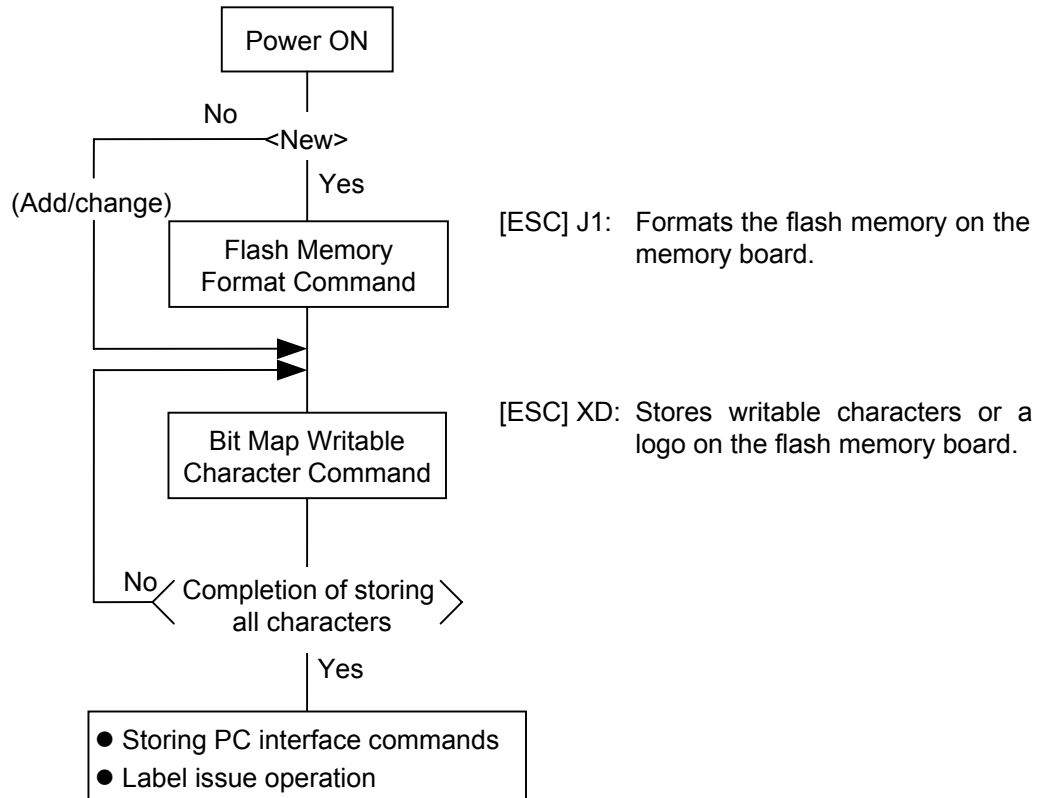 Power ON
No
<New>
Yes
(Add/change)
[ESC] J1: Formats the flash memory on the
memory board.
Flash Memory
Format Command
[ESC] XD: Stores writable characters or a
logo on the flash memory board.
Bit Map Writable
Character Command
No
Completion of storing
all characters
Yes
● Storing PC interface commands
● Label issue operation